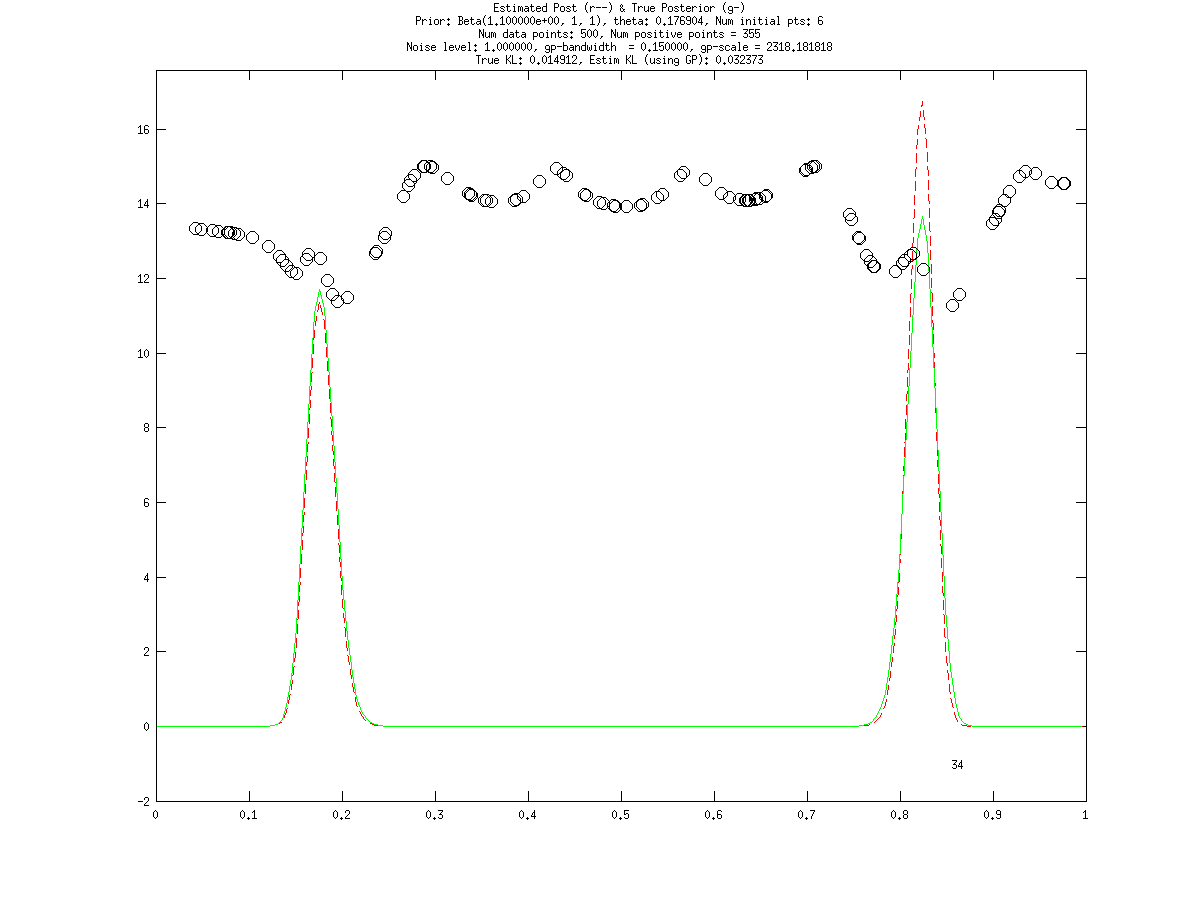 Estimated Post (r--) & True Posterior (g-)
Prior: Beta(1.100000e+00, 1, 1), theta: 0.176904, Num initial pts: 6
Num data points: 500, Num positive points = 355
Noise level: 1.000000, gp-bandwidth  = 0.150000, gp-scale = 2318.181818
True KL: 0.014912, Estim KL (using GP): 0.032373
16
14
12
10
8
6
4
2
0
34
-2
0 0.1 0.2 0.3 0.4 0.5 0.6 0.7 0.8 0.9 1